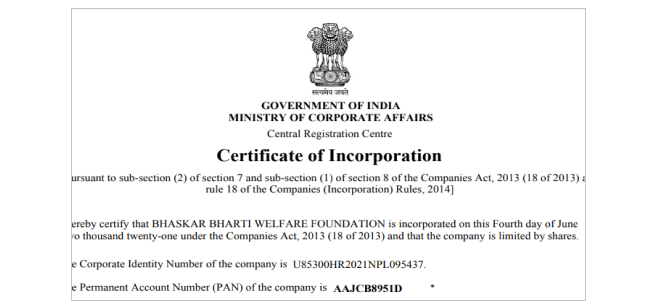 सत्यमेव जयते
GOVERNMENT OF INDIA
MINISTRY OF CORPORATE AFFAIRS
Central Registration Centre
Certificate of Incorporation
ursuant to sub-section (2) of section 7 and sub-section (1) of section 8 of the Companies Act, 2013 (18 of 2013) a
rule 18 of the Companies (Incorporation) Rules, 2014]
ereby certify that BHASKAR BHARTI WELFARE FOUNDATION is incorporated on this Fourth day of June
vo thousand twenty-one under the Companies Act, 2013 (18 of 2013) and that the company is limited by shares.
e Corporate Identity Number of the company is U85300HR2021NPL095437.
e Permanent Account Number (PAN) of the company is AAJCB8951D *